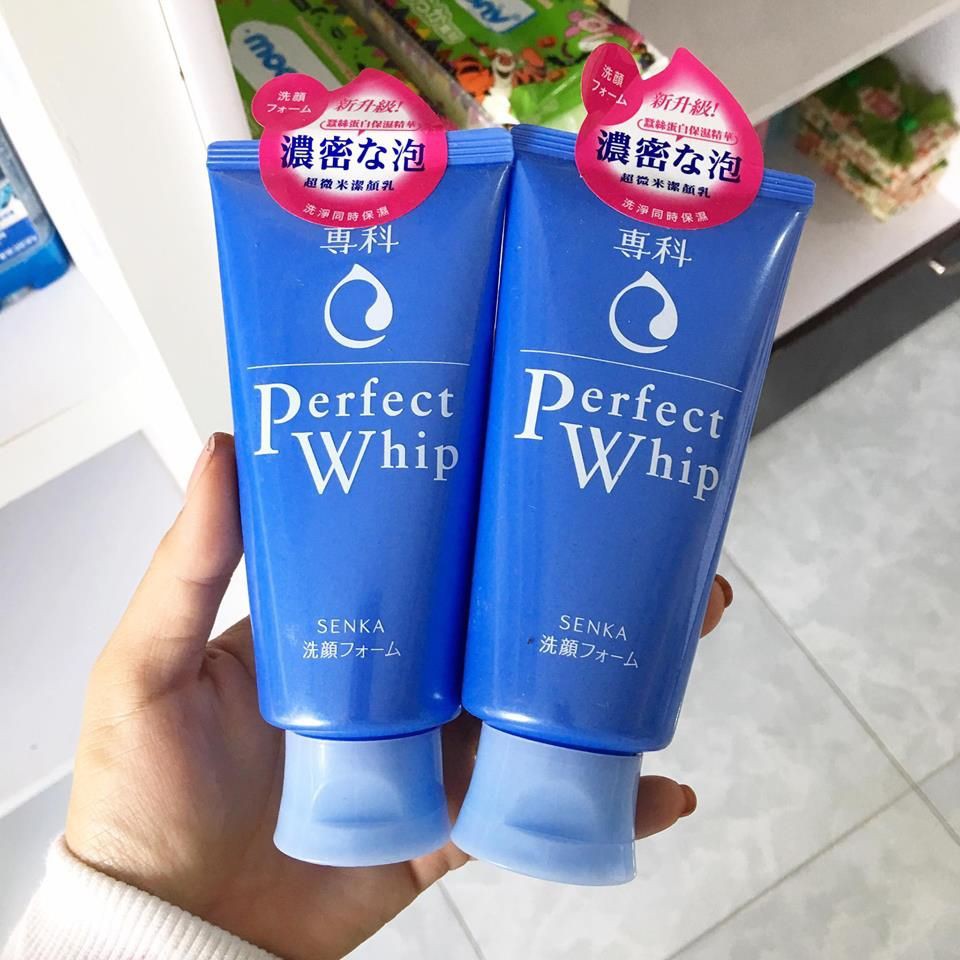 洗顔
フォーム
新升級!
蠶絲蛋白保濕精華
濃密な泡
超微米潔顏乳
洗淨同時保濕
専科
Perfect
Whip
SENKA
洗顔フォーム
洗顔
フォーム
新升級!
蠶絲蛋白保濕精華
濃密な泡
超微米潔顏乳
洗淨同時保濕
専科
Perfect
Whip
SENKA
洗顔フォーム
moony